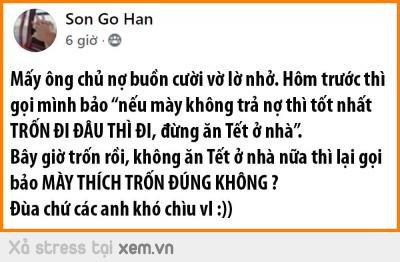 Son Go Han
6 giờ ·
Mấy ông chủ nợ buồn cười vờ lờ nhở. Hôm trước thì
gọi mình bảo “nếu mày không trả nợ thì tốt nhất
TRỐN ĐI ĐÂU THÌ ĐI, đừng ăn Tết ở nhà”.
Bây giờ trốn rồi, không ăn Tết ở nhà nữa thì lại gọi
bảo MÀY THÍCH TRỐN ĐÚNG KHÔNG ?
Đùa chứ các anh khó chìu vl :))
Xả stress tại xem.vn